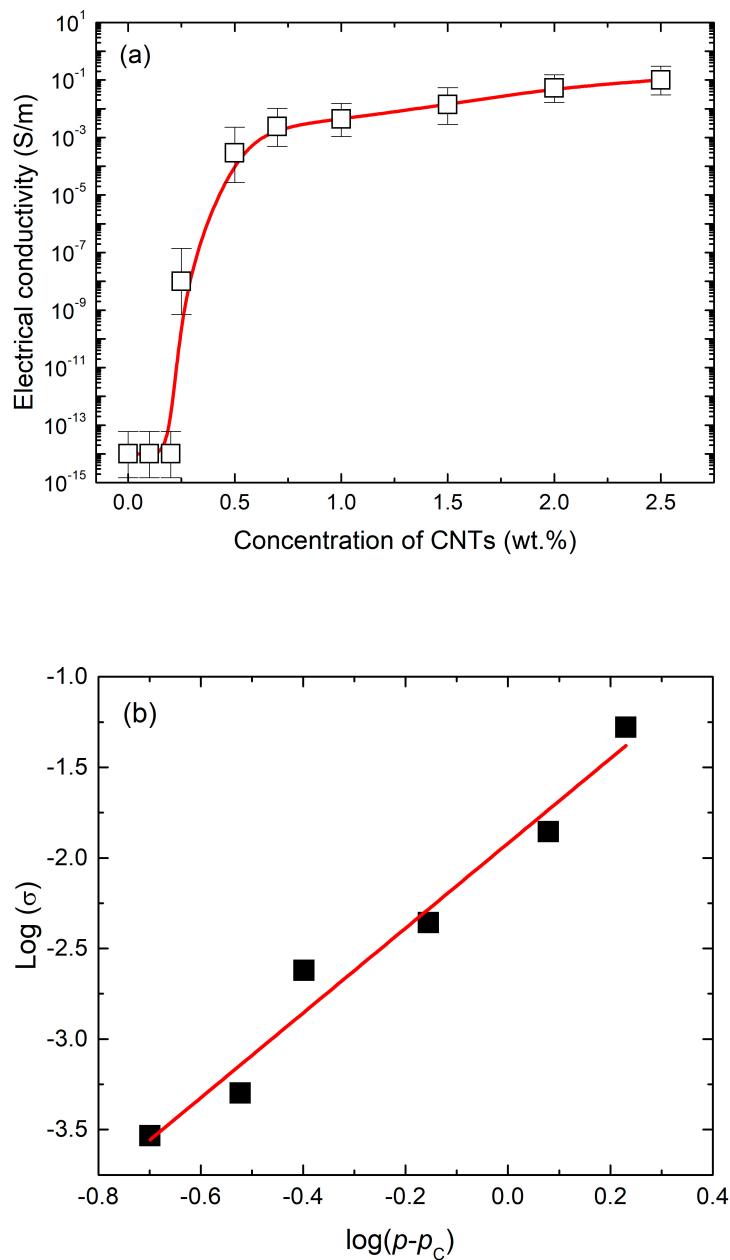 (a)
Electrical conductivity (S/m)
10^1
10^-1
10^-3
10^-5
10^-7
10^-9
10^-11
10^-13
10^-15
0.0 0.5 1.0 1.5 2.0 2.5
Concentration of CNTs (wt.%)
(b)
Log (σ)
-1.0
-1.5
-2.0
-2.5
-3.0
-3.5
-0.8 -0.6 -0.4 -0.2 0.0 0.2 0.4
log(p-p_C)